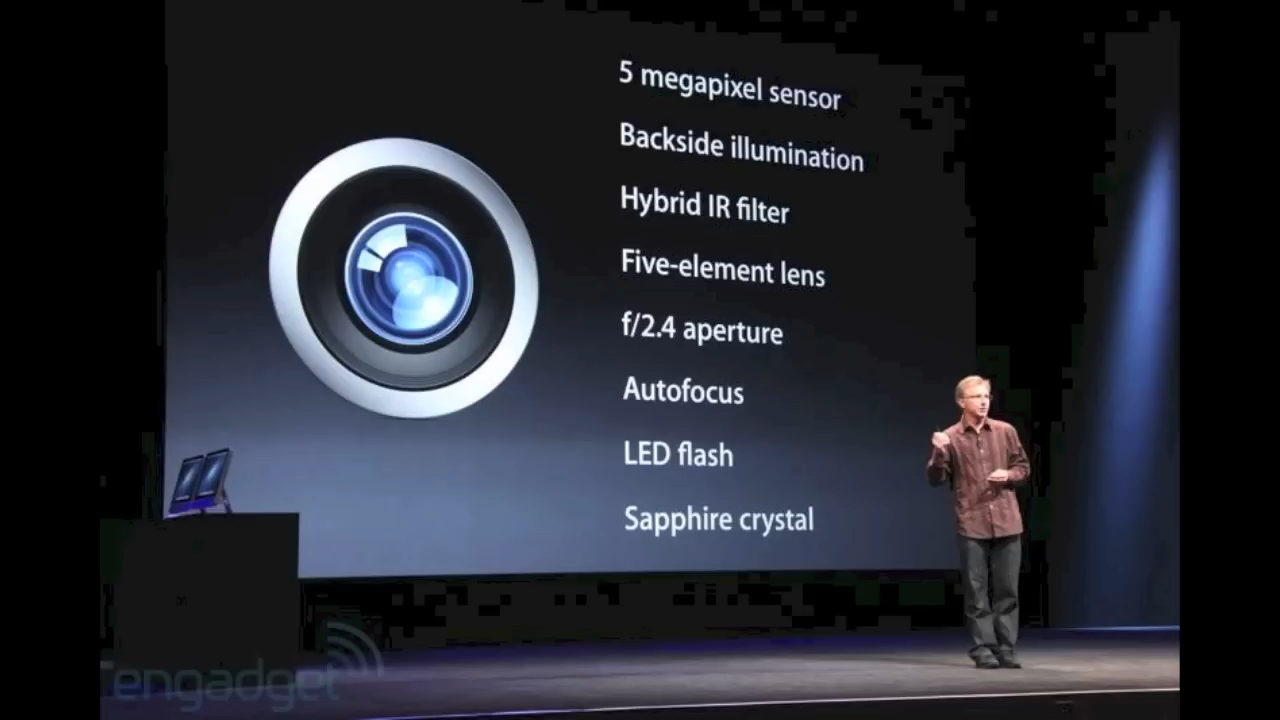 5 megapixel sensor
Backside illumination
Hybrid IR filter
Five-element lens
f/2.4 aperture
Autofocus
LED flash
Sapphire crystal
engadget